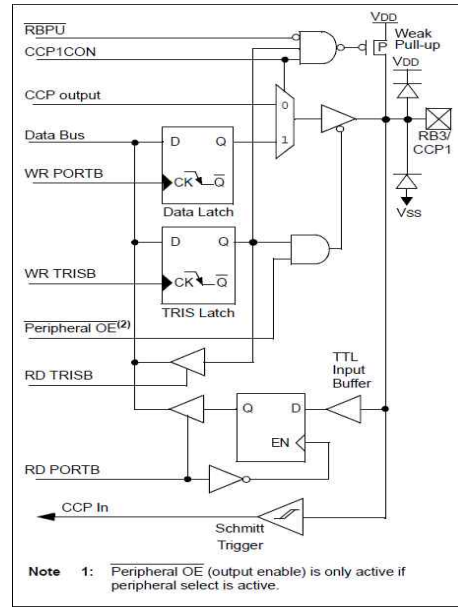 VDD
RBPU
Weak
Pull-up
CCP1CON
P
VDD
CCP output
0
Data Bus
D Q
1
RB3/
CCP1
WR PORTB
CK Q
Data Latch
VSS
D Q
WR TRISB
CK Q
TRIS Latch
Peripheral OE(2)
RD TRISB
TTL
Input
Buffer
Q D
EN
RD PORTB
CCP In
Schmitt
Trigger
Note 1: Peripheral OE (output enable) is only active if
peripheral select is active.